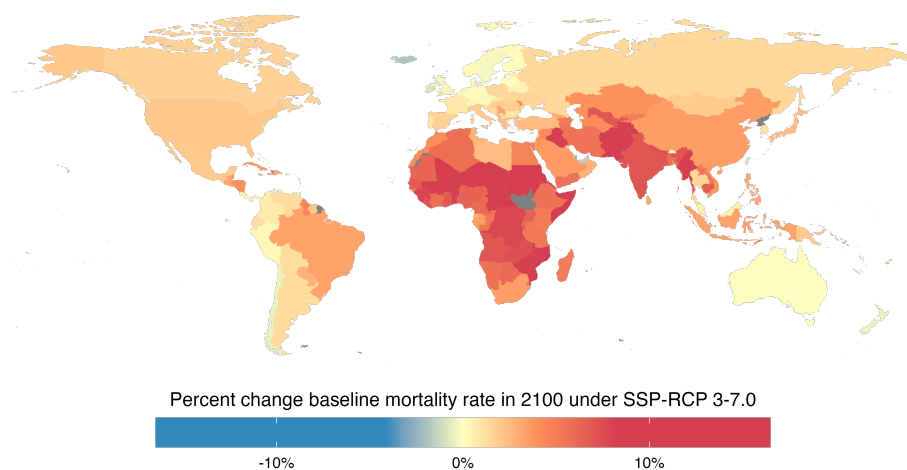 Percent change baseline mortality rate in 2100 under SSP-RCP 3-7.0
-10% 0% 10%